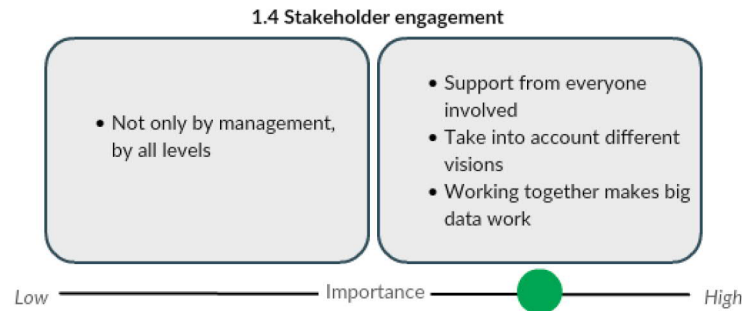 1.4 Stakeholder engagement
• Not only by management,
by all levels
• Support from everyone
involved
• Take into account different
visions
• Working together makes big
data work
Low Importance High